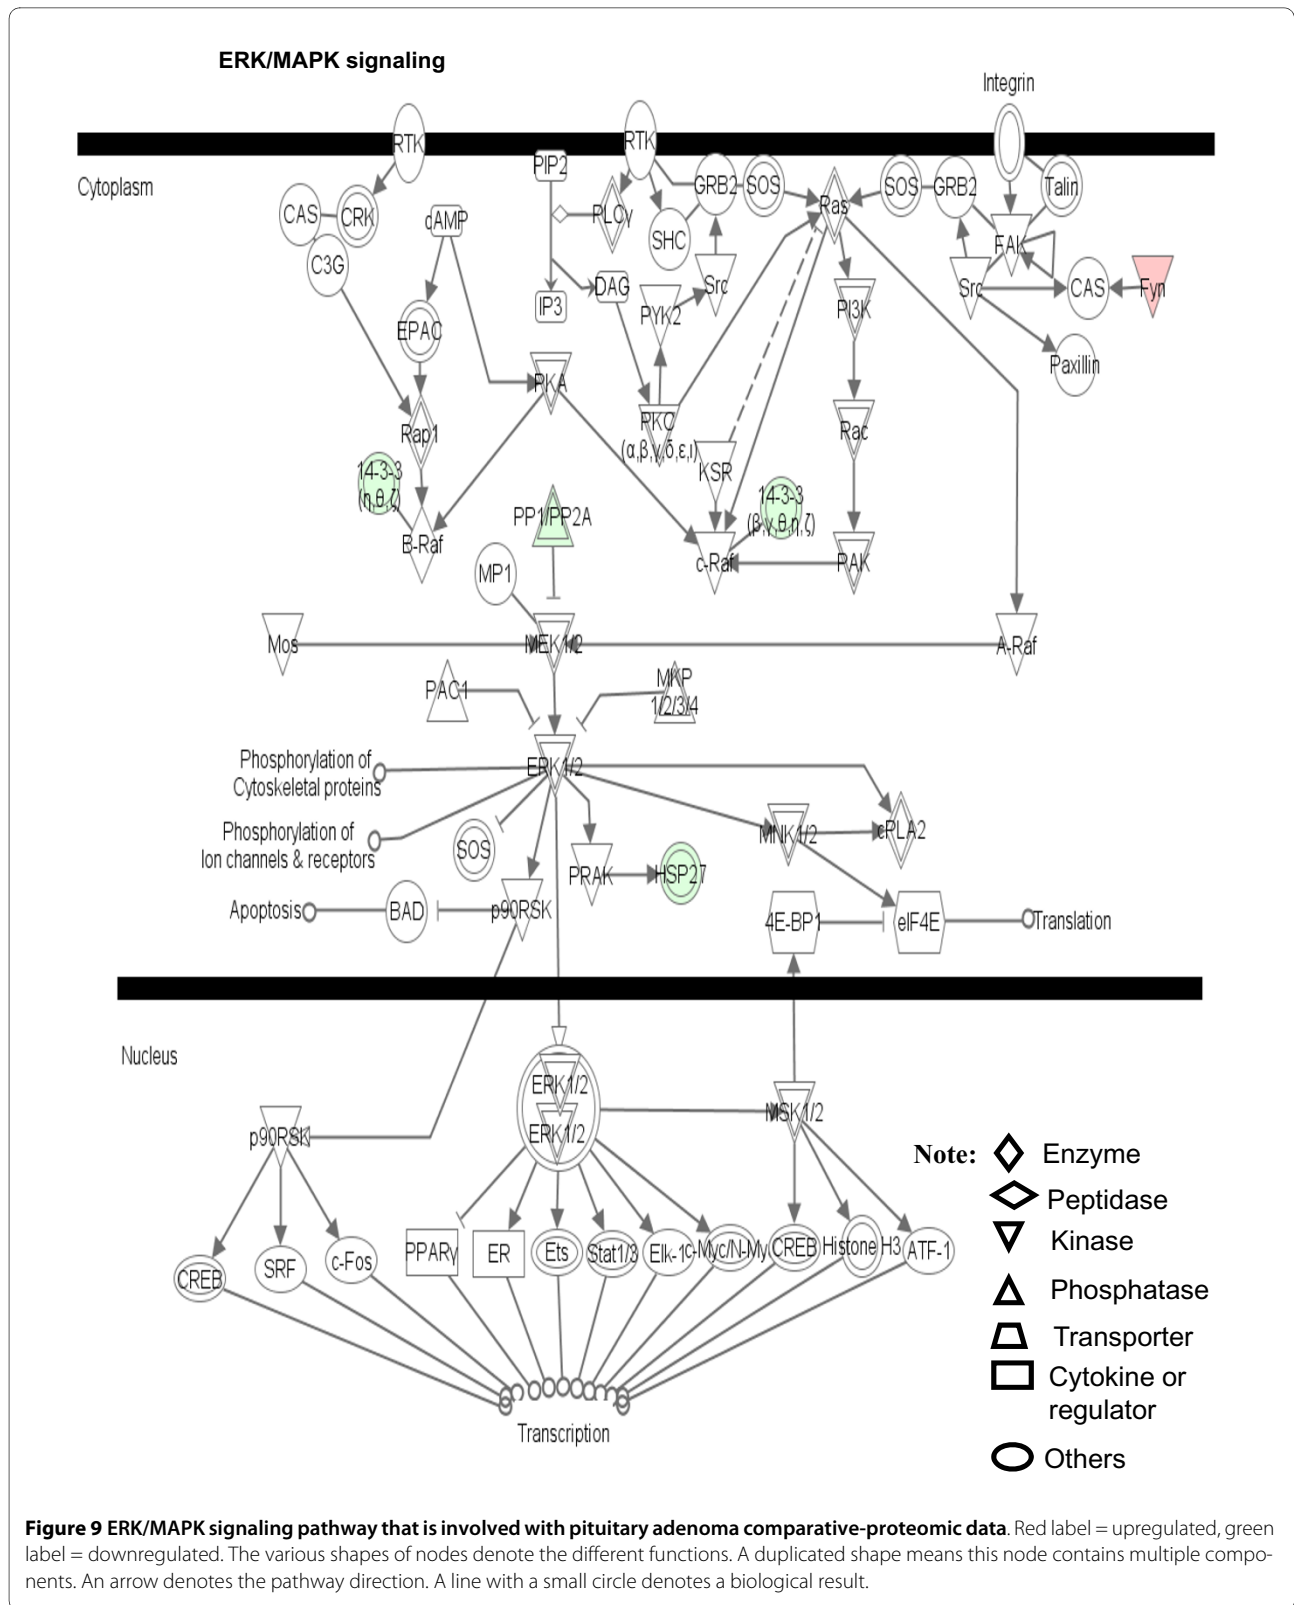 ERK/MAPK signaling
Integrin
RTK
RTK
PIP2
Cytoplasm
GRB2
SOS
SOS
GRB2
Talin
CAS
CRK
cAMP
PLCγ
Ras
SHC
FAK
C3G
DAG
Src
Src
CAS
Fyn
IP3
PYK2
PI3K
EPAC
Paxillin
PKA
Rap1
PKC
(α,β,γ,δ,ε,ι)
Rac
KSR
14-3-3
(η,θ,ζ)
14-3-3
(β,γ,θ,η,ζ)
PP1/PP2A
B-Raf
c-Raf
PAK
MP1
Mos
MEK1/2
A-Raf
PAC1
MKP
1/2/3/4
Phosphorylation of
Cytoskeletal proteins
ERK1/2
Phosphorylation of
Ion channels & receptors
SOS
MNK1/2
cPLA2
PRAK
HSP27
Apoptosis
BAD
p90RSK
4E-BP1
eIF4E
Translation
Nucleus
ERK1/2
ERK1/2
MSK1/2
p90RSK
Note:
Enzyme
Peptidase
Kinase
Phosphatase
Transporter
Cytokine or
regulator
Others
CREB
SRF
c-Fos
PPARγ
ER
Ets
Stat1/3
Elk-1
c-Myc/N-My
CREB
Histone H3
ATF-1
Transcription
Figure 9 ERK/MAPK signaling pathway that is involved with pituitary adenoma comparative-proteomic data. Red label = upregulated, green
label = downregulated. The various shapes of nodes denote the different functions. A duplicated shape means this node contains multiple compo-
nents. An arrow denotes the pathway direction. A line with a small circle denotes a biological result.